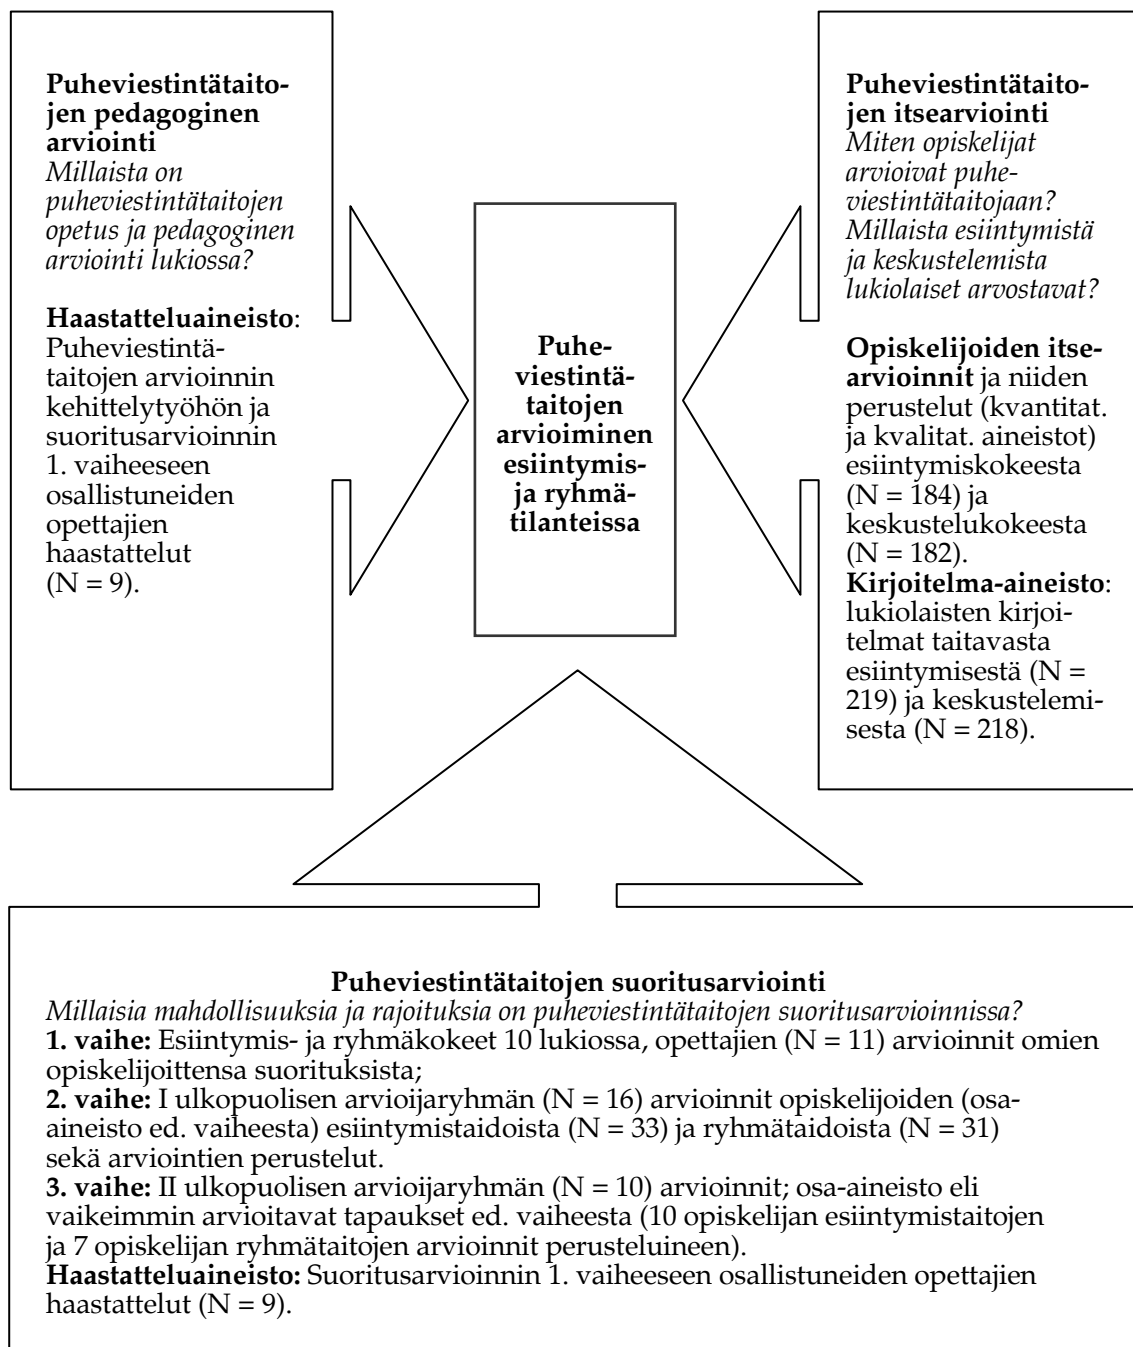 Puheviestintätaito-
jen pedagoginen
arviointi
Millaista on
puheviestintätaitojen
opetus ja pedagoginen
arviointi lukiossa?
Haastatteluaineisto:
Puheviestintä-
taitojen arvioinnin
kehittelytyöhön ja
suoritusarvioinnin
1. vaiheeseen
osallistuneiden
opettajien
haastattelut
(N = 9).
Puhe-
viestintä-
taitojen
arvioiminen
esiintymis-
ja ryhmä-
tilanteissa
Puheviestintätaito-
jen itsearviointi
Miten opiskelijat
arvioivat puhe-
viestintätaitojaan?
Millaista esiintymistä
ja keskustelemista
lukiolaiset arvostavat?
Opiskelijoiden itse-
arvioinnit ja niiden
perustelut (kvantitat.
ja kvalitat. aineistot)
esiintymiskokeesta
(N = 184) ja
keskustelukokeesta
(N = 182).
Kirjoitelma-aineisto:
lukiolaisten kirjoi-
telmat taitavasta
esiintymisestä (N =
219) ja keskustelemi-
sesta (N = 218).
Puheviestintätaitojen suoritusarviointi
Millaisia mahdollisuuksia ja rajoituksia on puheviestintätaitojen suoritusarvioinnissa?
1. vaihe: Esiintymis- ja ryhmäkokeet 10 lukiossa, opettajien (N = 11) arvioinnit omien
opiskelijoittensa suorituksista;
2. vaihe: I ulkopuolisen arvioijaryhmän (N = 16) arvioinnit opiskelijoiden (osa-
aineisto ed. vaiheesta) esiintymistaidoista (N = 33) ja ryhmätaidoista (N = 31)
sekä arviointien perustelut.
3. vaihe: II ulkopuolisen arvioijaryhmän (N = 10) arvioinnit; osa-aineisto eli
vaikeimmin arvioitavat tapaukset ed. vaiheesta (10 opiskelijan esiintymistaitojen
ja 7 opiskelijan ryhmätaitojen arvioinnit perusteluineen).
Haastatteluaineisto: Suoritusarvioinnin 1. vaiheeseen osallistuneiden opettajien
haastattelut (N = 9).